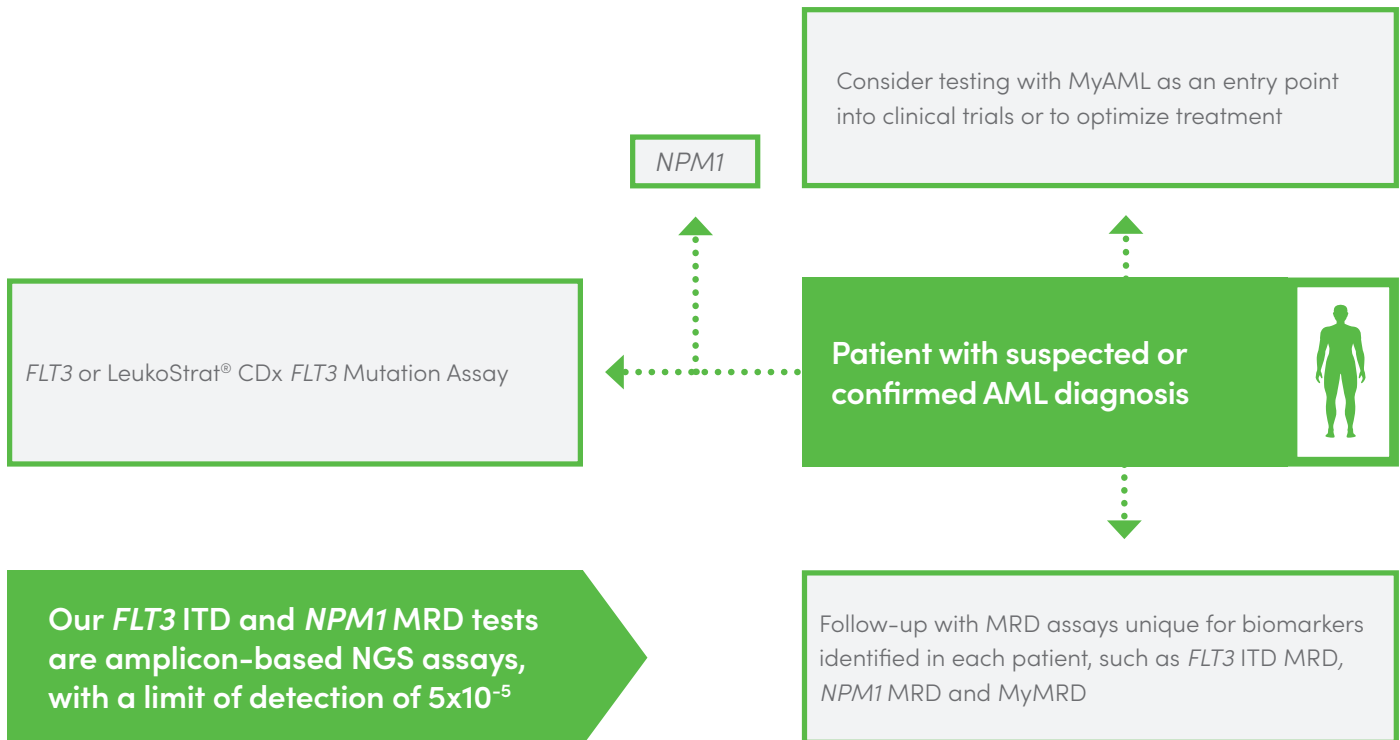 Consider testing with MyAML as an entry point
into clinical trials or to optimize treatment
NPM1
FLT3 or LeukoStrat® CDx FLT3 Mutation Assay
Patient with suspected or
confirmed AML diagnosis
Our FLT3 ITD and NPM1 MRD tests
are amplicon-based NGS assays,
with a limit of detection of 5x10⁻⁵
Follow-up with MRD assays unique for biomarkers
identified in each patient, such as FLT3 ITD MRD,
NPM1 MRD and MyMRD